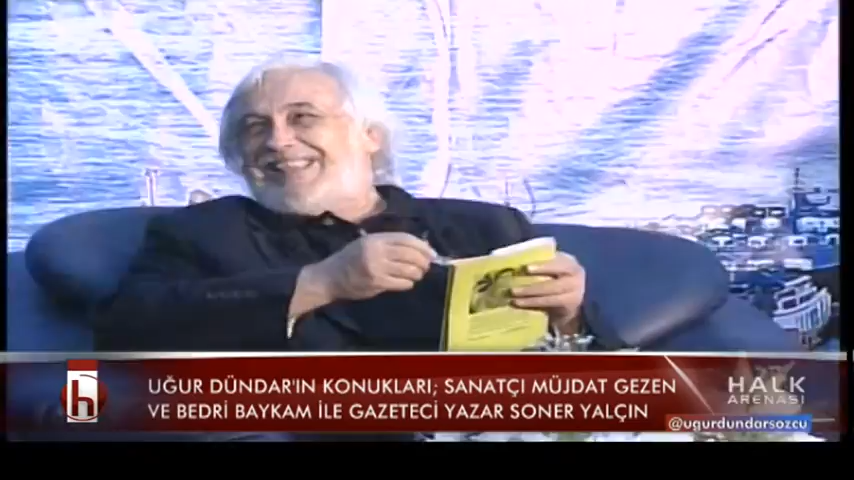 UĞUR DÜNDAR'IN KONUKLARI; SANATÇI MÜJDAT GEZEN
VE BEDRİ BAYKAM İLE GAZETECİ YAZAR SONER YALÇIN
h
HALK
ARENASI
@ugurdundarsozcu